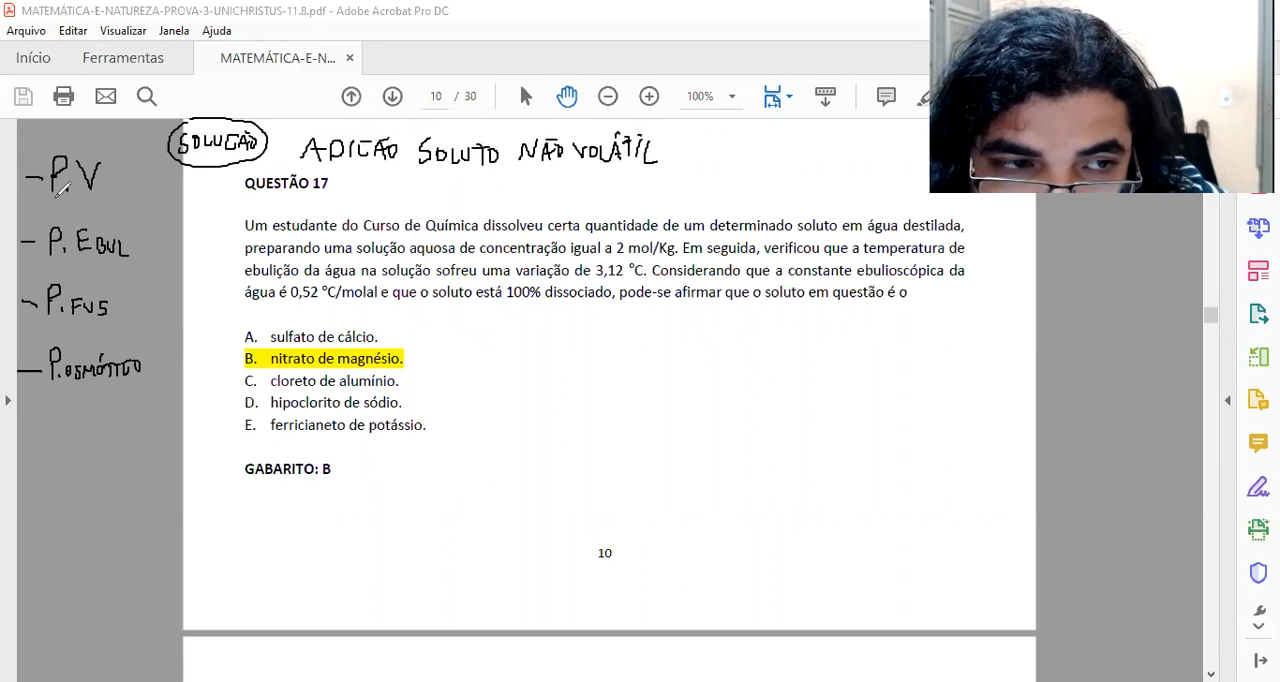 MATEMÁTICA-E-NATUREZA-PROVA-3-UNICHRISTUS-11.8.pdf - Adobe Acrobat Pro DC
Arquivo Editar Visualizar Janela Ajuda
Início Ferramentas MATEMÁTICA-E-N... ×
10 / 30 100%
SOLUÇÃO ADIÇÃO SOLUTO NÃO VOLÁTIL
- PV
- P. EBUL
- P. FUS
- P. OSMÓTICO
QUESTÃO 17
Um estudante do Curso de Química dissolveu certa quantidade de um determinado soluto em água destilada,
preparando uma solução aquosa de concentração igual a 2 mol/Kg. Em seguida, verificou que a temperatura de
ebulição da água na solução sofreu uma variação de 3,12 °C. Considerando que a constante ebulioscópica da
água é 0,52 °C/molal e que o soluto está 100% dissociado, pode-se afirmar que o soluto em questão é o
A. sulfato de cálcio.
B. nitrato de magnésio.
C. cloreto de alumínio.
D. hipoclorito de sódio.
E. ferricianeto de potássio.
GABARITO: B
10